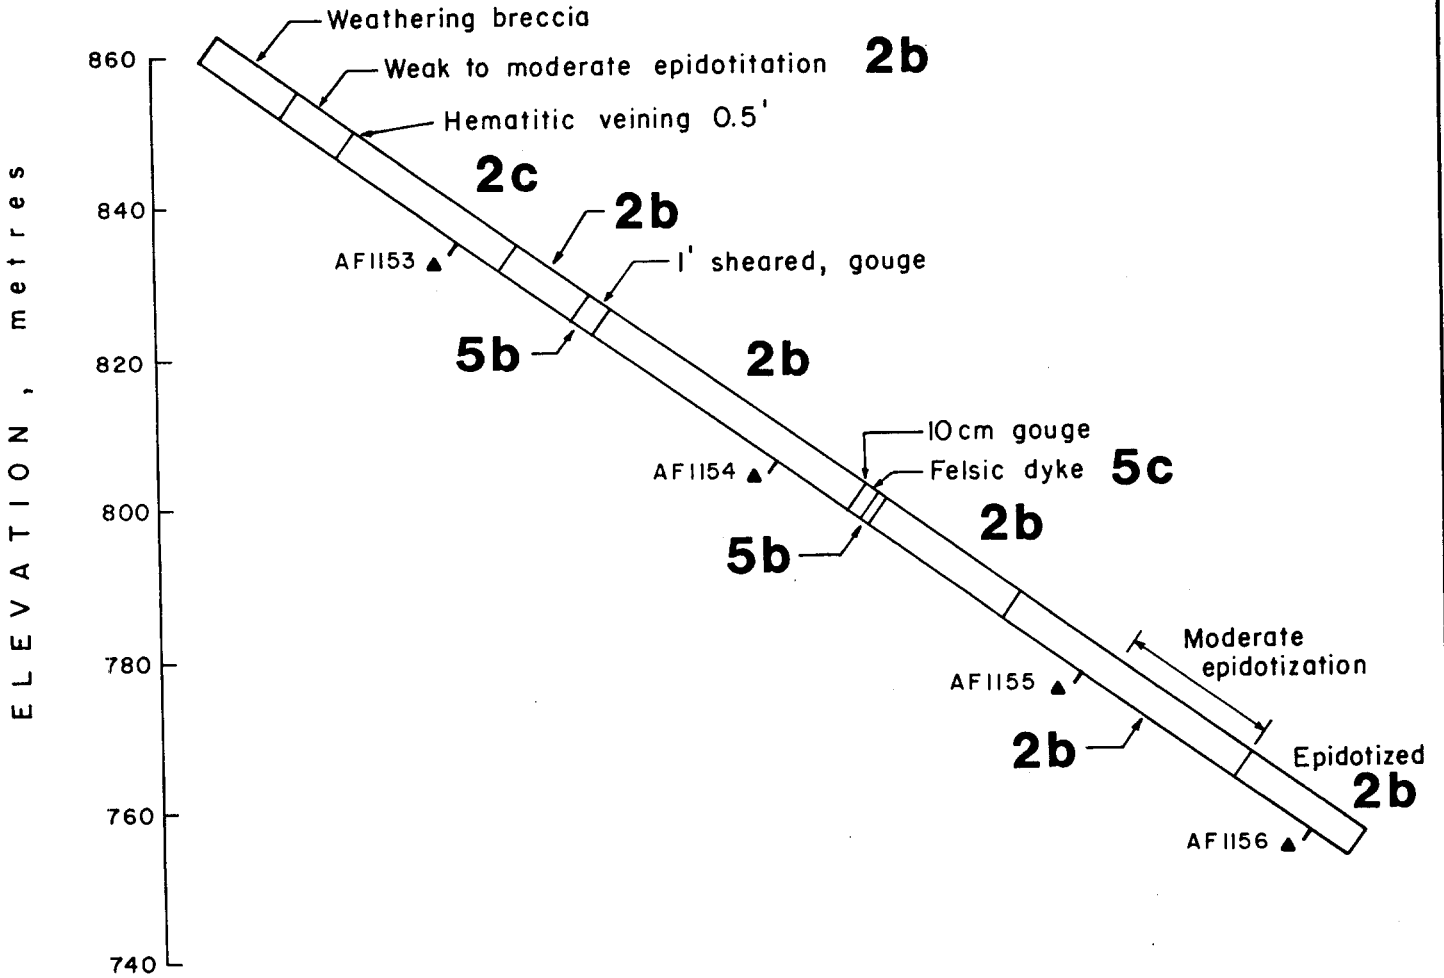 Weathering breccia
860
Weak to moderate epidotitation 2b
Hematitic veining 0.5'
2c
840
2b
AF1153
1' sheared, gouge
5b
2b
820
10 cm gouge
AF1154
Felsic dyke 5c
800
2b
5b
Moderate
epidotization
780
AF1155
2b
Epidotized
2b
760
AF1156
740
ELEVATION, metres